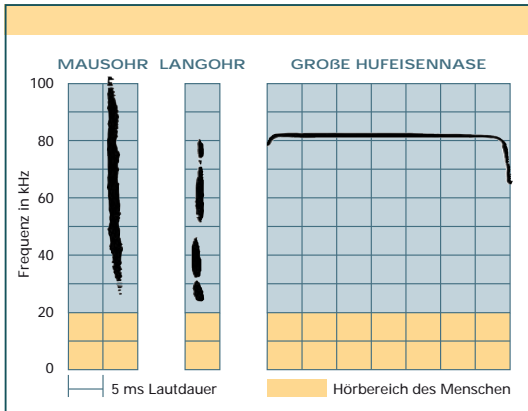 MAUSOHR LANGOHR GROßE HUFEISENNASE
Frequenz in kHz
100
80
60
40
20
0
5 ms Lautdauer
Hörbereich des Menschen